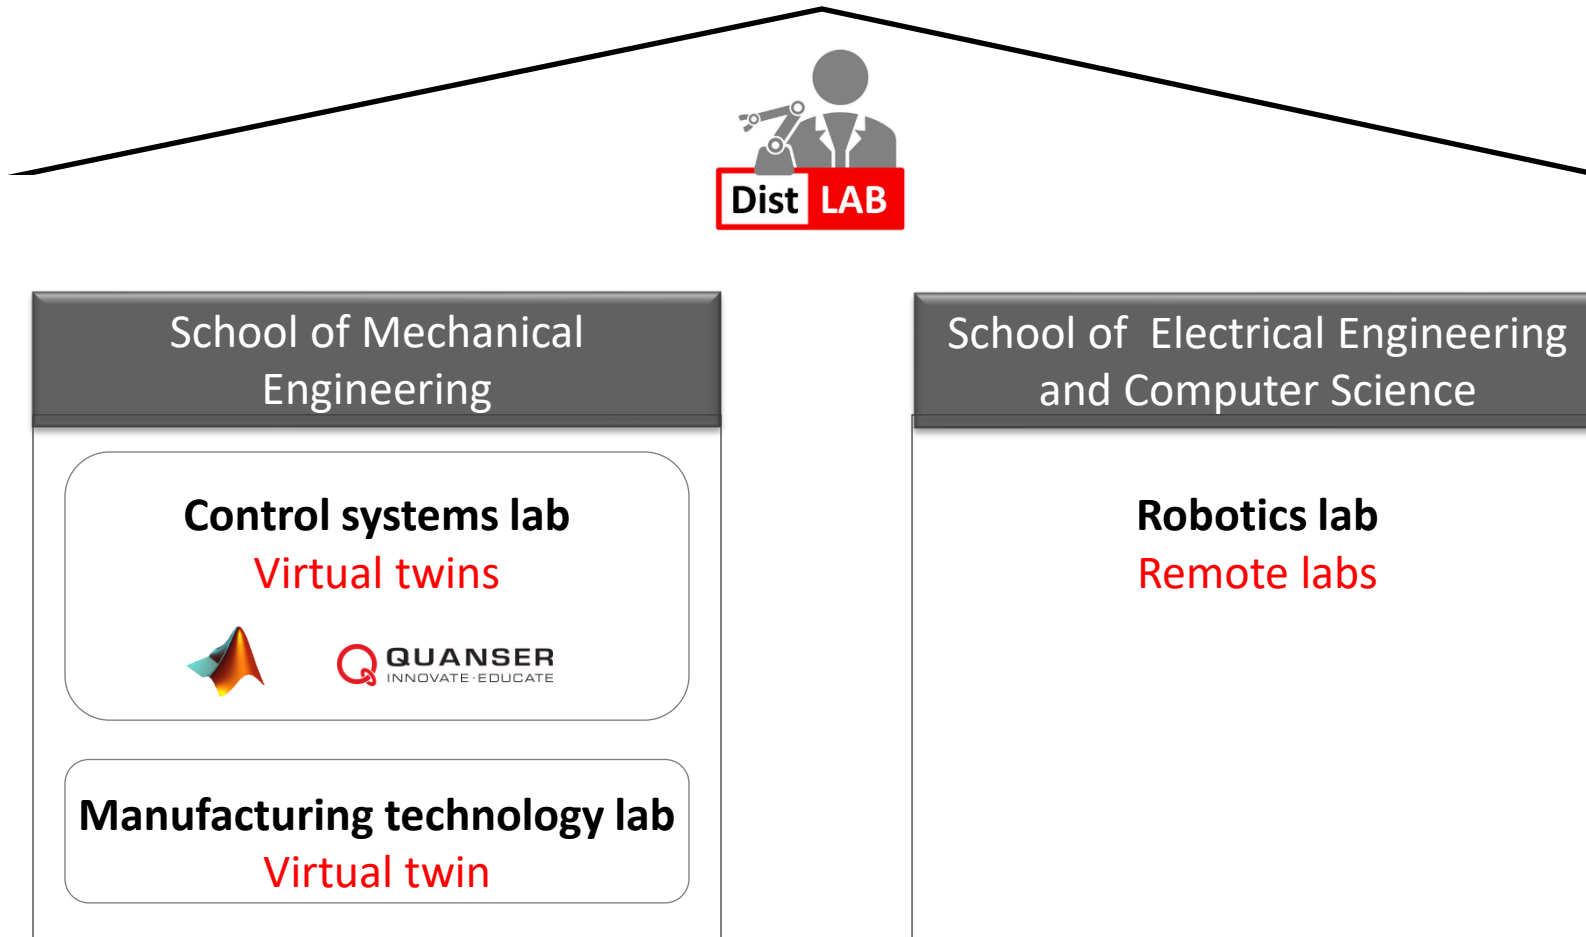 Dist LAB
School of Mechanical
Engineering
Control systems lab
Virtual twins
QUANSER
INNOVATE·EDUCATE
Manufacturing technology lab
Virtual twin
School of Electrical Engineering
and Computer Science
Robotics lab
Remote labs